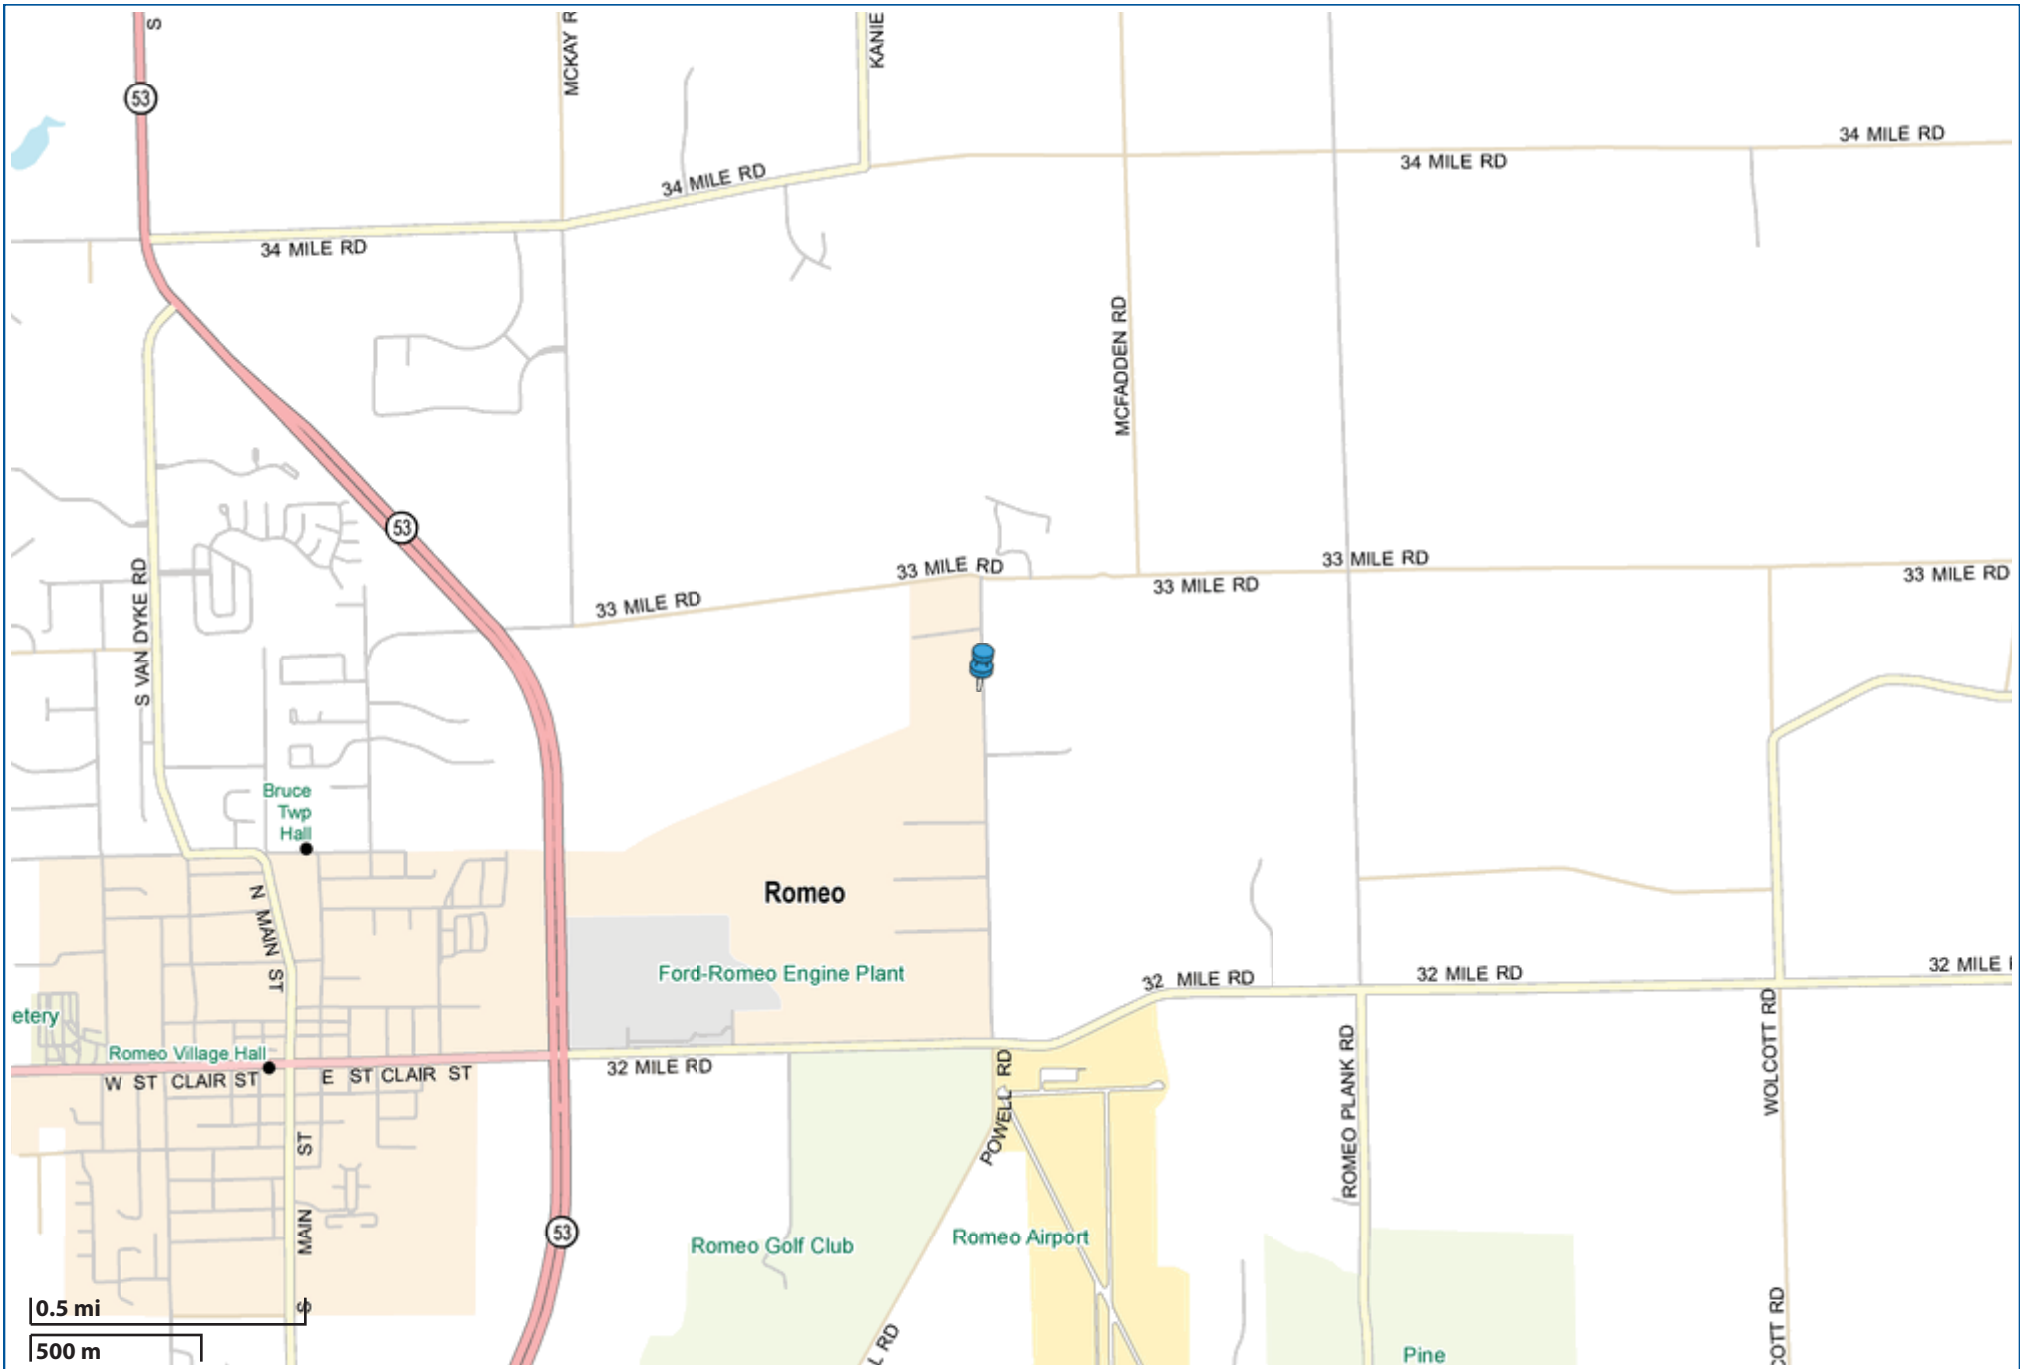 S
MCKAY R
KANIE
53
34 MILE RD
34 MILE RD
34 MILE RD
34 MILE RD
MCFADDEN RD
53
33 MILE RD
33 MILE RD
33 MILE RD
33 MILE RD
33 MILE RD
S VAN DYKE RD
Bruce
Twp
Hall
N MAIN ST
Romeo
Ford-Romeo Engine Plant
32 MILE RD
32 MILE RD
32 MILE
etery
Romeo Village Hall
W ST CLAIR ST
E ST CLAIR ST
32 MILE RD
POWELL RD
ROMEO PLANK RD
WOLCOTT RD
S MAIN ST
53
Romeo Golf Club
Romeo Airport
L RD
COTT RD
Pine
0.5 mi
500 m